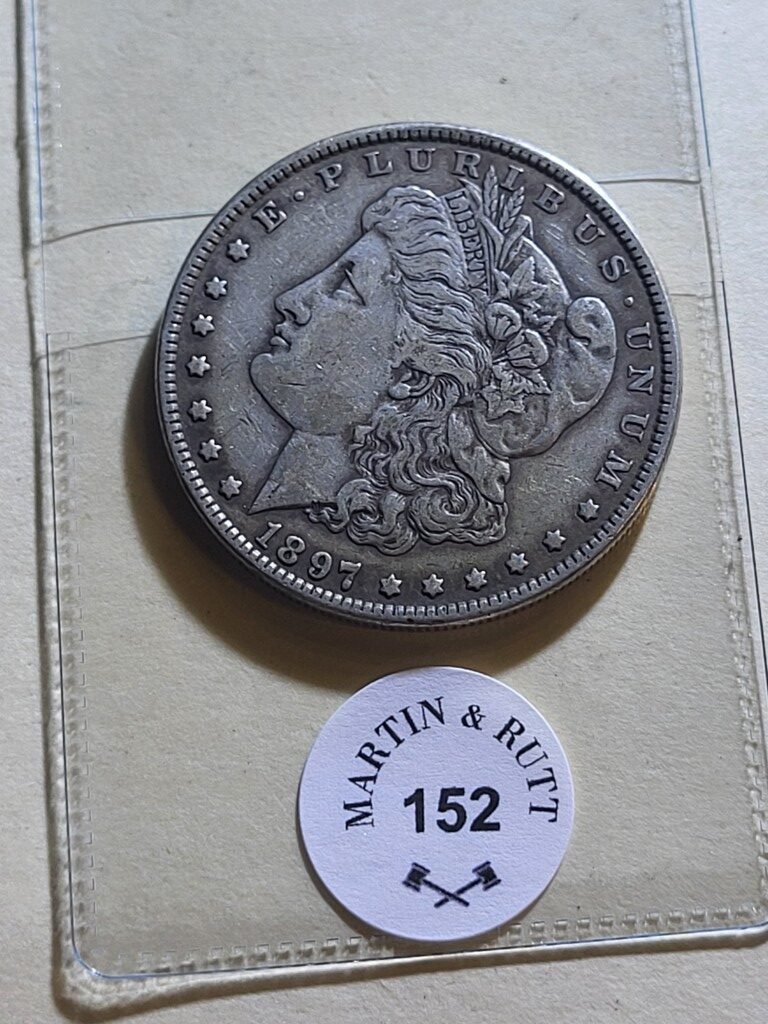 E · PLURIBUS · UNUM
LIBERTY
1897
MARTIN & RUTT
152